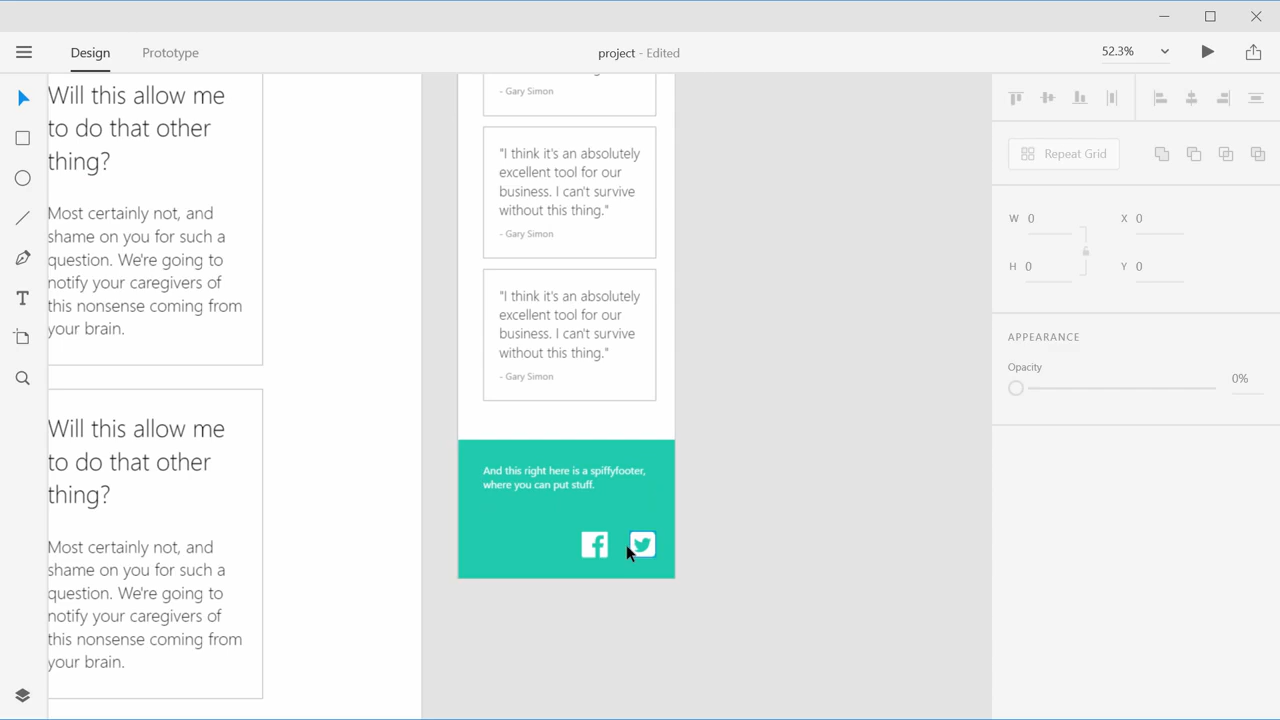 Design
Prototype
project - Edited
52.3%
Will this allow me
to do that other
thing?
Most certainly not, and
shame on you for such a
question. We're going to
notify your caregivers of
this nonsense coming from
your brain.
Will this allow me
to do that other
thing?
Most certainly not, and
shame on you for such a
question. We're going to
notify your caregivers of
this nonsense coming from
your brain.
- Gary Simon
"I think it's an absolutely
excellent tool for our
business. I can't survive
without this thing."
- Gary Simon
"I think it's an absolutely
excellent tool for our
business. I can't survive
without this thing."
- Gary Simon
And this right here is a spiffyfooter,
where you can put stuff.
Repeat Grid
W 0
X 0
H 0
Y 0
APPEARANCE
Opacity
0%